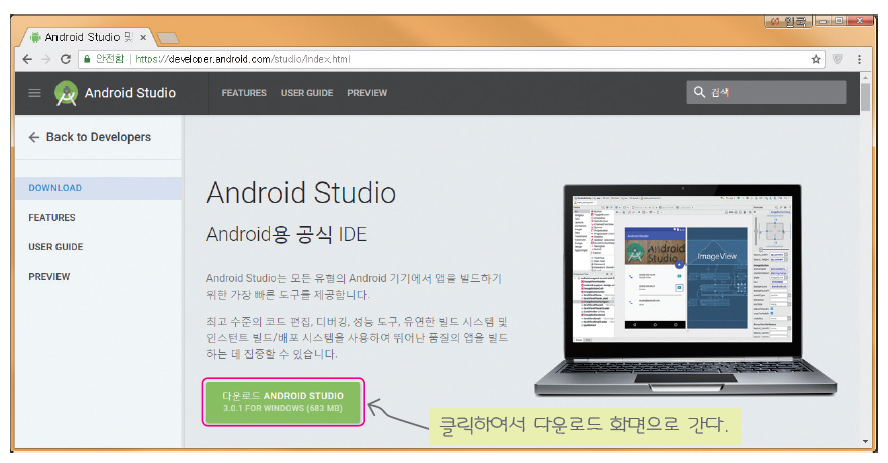 인국
Android Studio 및
안전함 | https://developer.android.com/studio/index.html
Android Studio FEATURES USER GUIDE PREVIEW 검색
Back to Developers
DOWNLOAD
FEATURES
USER GUIDE
PREVIEW
Android Studio
Android용 공식 IDE
Android Studio는 모든 유형의 Android 기기에서 앱을 빌드하기
위한 가장 빠른 도구를 제공합니다.
최고 수준의 코드 편집, 디버깅, 성능 도구, 유연한 빌드 시스템 및
인스턴트 빌드/배포 시스템을 사용하여 뛰어난 품질의 앱을 빌드
하는 데 집중할 수 있습니다.
다운로드 ANDROID STUDIO
3.0.1 FOR WINDOWS (683 MB)
Android Studio
Android
Studio
ImageView
클릭하여서 다운로드 화면으로 간다.